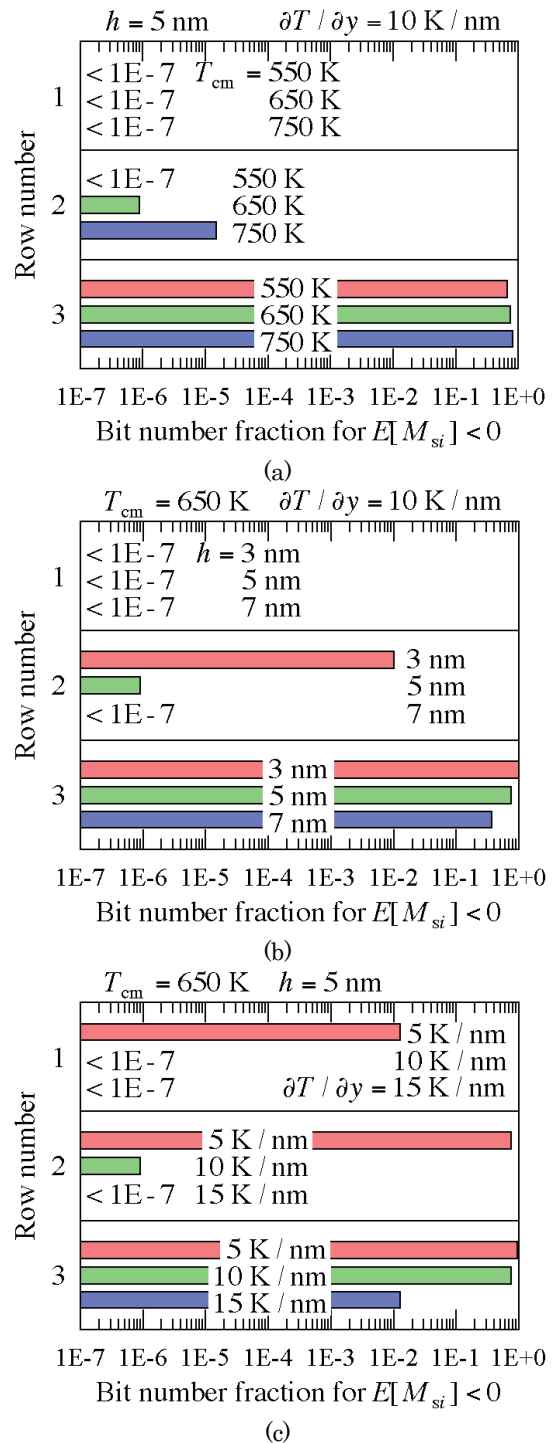 h = 5 nm ∂T / ∂y = 10 K / nm
Row number
1
< 1E - 7 T_cm = 550 K
< 1E - 7 650 K
< 1E - 7 750 K
2
< 1E - 7 550 K
650 K
750 K
3
550 K
650 K
750 K
1E-7 1E-6 1E-5 1E-4 1E-3 1E-2 1E-1 1E+0
Bit number fraction for E[M_si] < 0
(a)
T_cm = 650 K ∂T / ∂y = 10 K / nm
Row number
1
< 1E - 7 h = 3 nm
< 1E - 7 5 nm
< 1E - 7 7 nm
2
3 nm
5 nm
< 1E - 7 7 nm
3
3 nm
5 nm
7 nm
1E-7 1E-6 1E-5 1E-4 1E-3 1E-2 1E-1 1E+0
Bit number fraction for E[M_si] < 0
(b)
T_cm = 650 K h = 5 nm
Row number
1
5 K / nm
< 1E - 7 10 K / nm
< 1E - 7 ∂T / ∂y = 15 K / nm
2
5 K / nm
10 K / nm
< 1E - 7 15 K / nm
3
5 K / nm
10 K / nm
15 K / nm
1E-7 1E-6 1E-5 1E-4 1E-3 1E-2 1E-1 1E+0
Bit number fraction for E[M_si] < 0
(c)